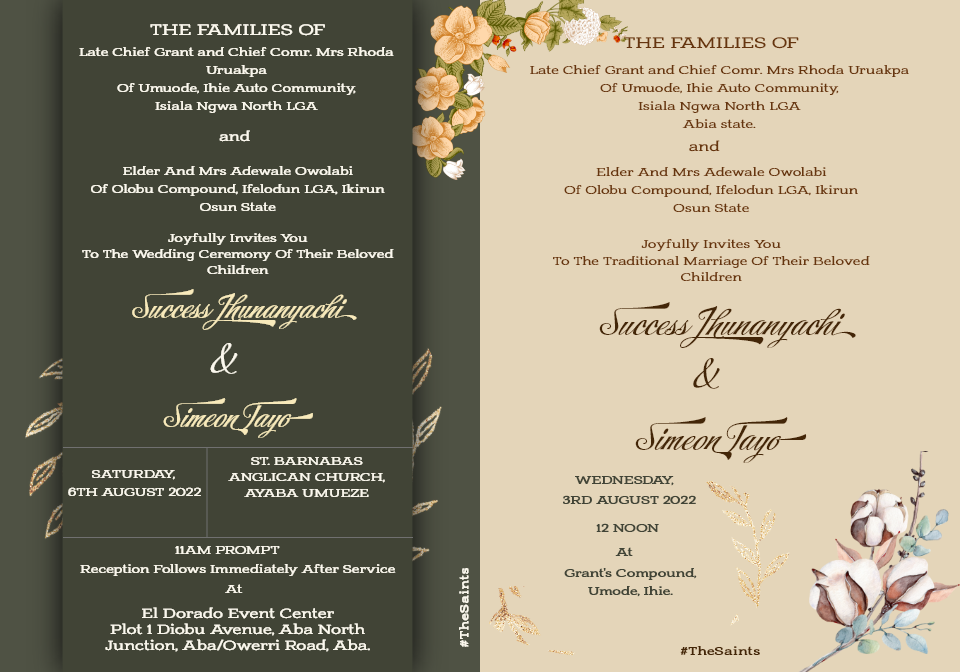 THE FAMILIES OF
Late Chief Grant and Chief Comr. Mrs Rhoda
Uruakpa
Of Umuode, Ihie Auto Community,
Isiala Ngwa North LGA
and
Elder And Mrs Adewale Owolabi
Of Olobu Compound, Ifelodun LGA, Ikirun
Osun State
Joyfully Invites You
To The Wedding Ceremony Of Their Beloved
Children
Success Ihunanyachi
&
Simeon Tayo
SATURDAY,
6TH AUGUST 2022
ST. BARNABAS
ANGLICAN CHURCH,
AYABA UMUEZE
11AM PROMPT
Reception Follows Immediately After Service
At
El Dorado Event Center
Plot 1 Diobu Avenue, Aba North
Junction, Aba/Owerri Road, Aba.
#TheSaints
THE FAMILIES OF
Late Chief Grant and Chief Comr. Mrs Rhoda Uruakpa
Of Umuode, Ihie Auto Community,
Isiala Ngwa North LGA
Abia state.
and
Elder And Mrs Adewale Owolabi
Of Olobu Compound, Ifelodun LGA, Ikirun
Osun State
Joyfully Invites You
To The Traditional Marriage Of Their Beloved
Children
Success Ihunanyachi
&
Simeon Tayo
WEDNESDAY,
3RD AUGUST 2022
12 NOON
At
Grant's Compound,
Umode, Ihie.
#TheSaints